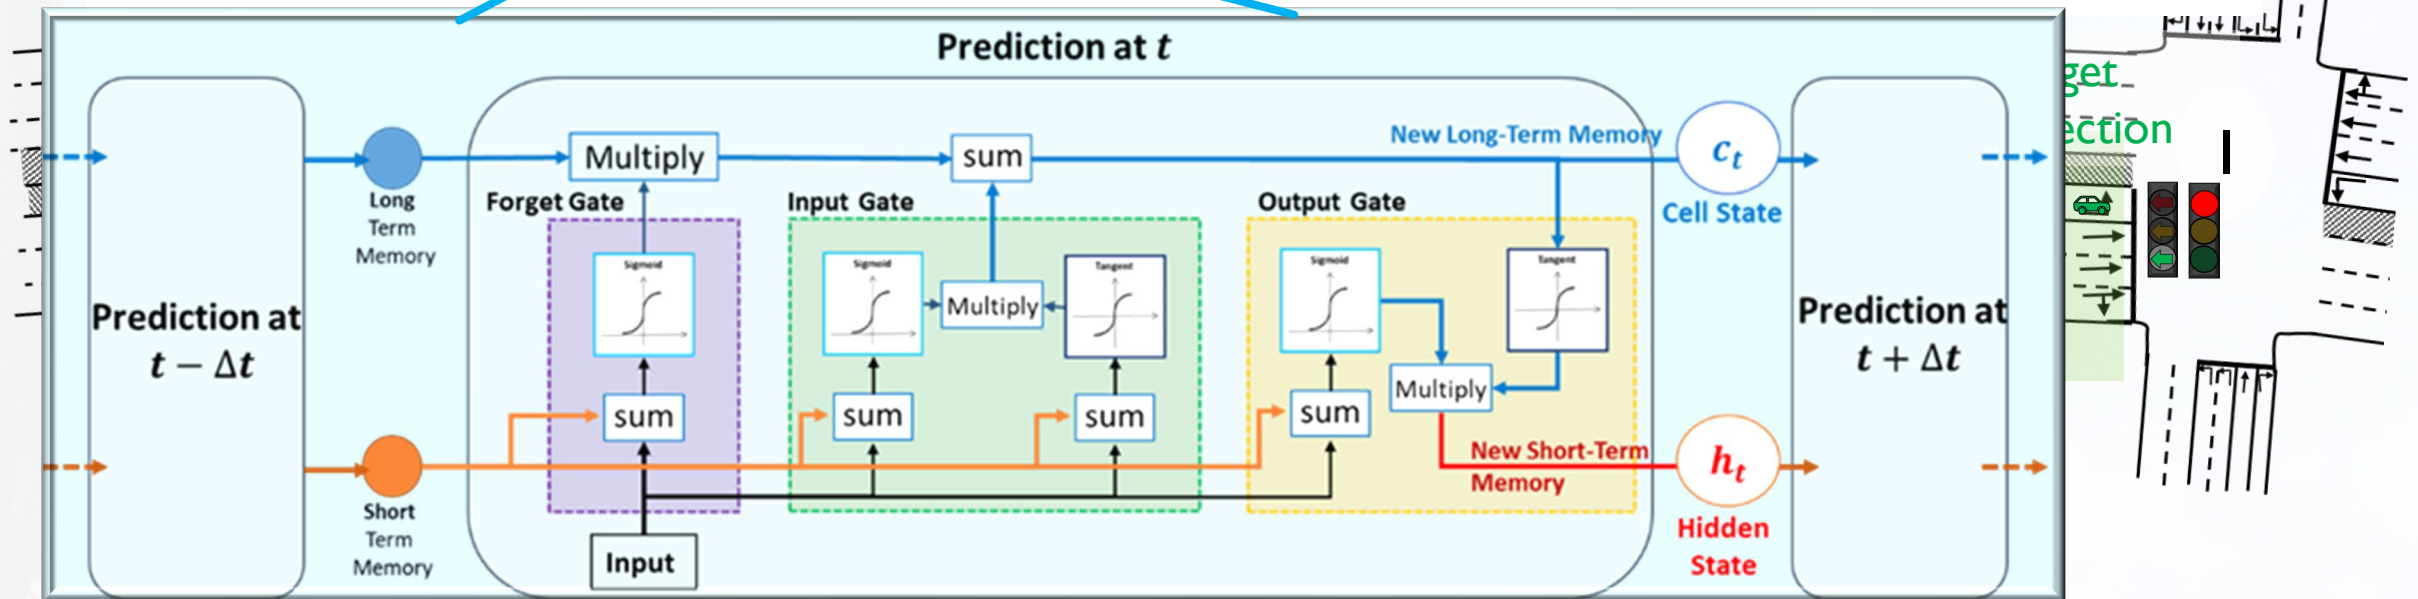 Prediction at t
Prediction at
t − Δt
Long
Term
Memory
Short
Term
Memory
Multiply
sum
New Long-Term Memory
Forget Gate
Input Gate
Output Gate
Sigmoid
Sigmoid
Tangent
Sigmoid
Tangent
Multiply
Multiply
sum
sum
sum
sum
New Short-Term
Memory
Input
c_t
Cell State
h_t
Hidden
State
Prediction at
t + Δt
get
ection
I